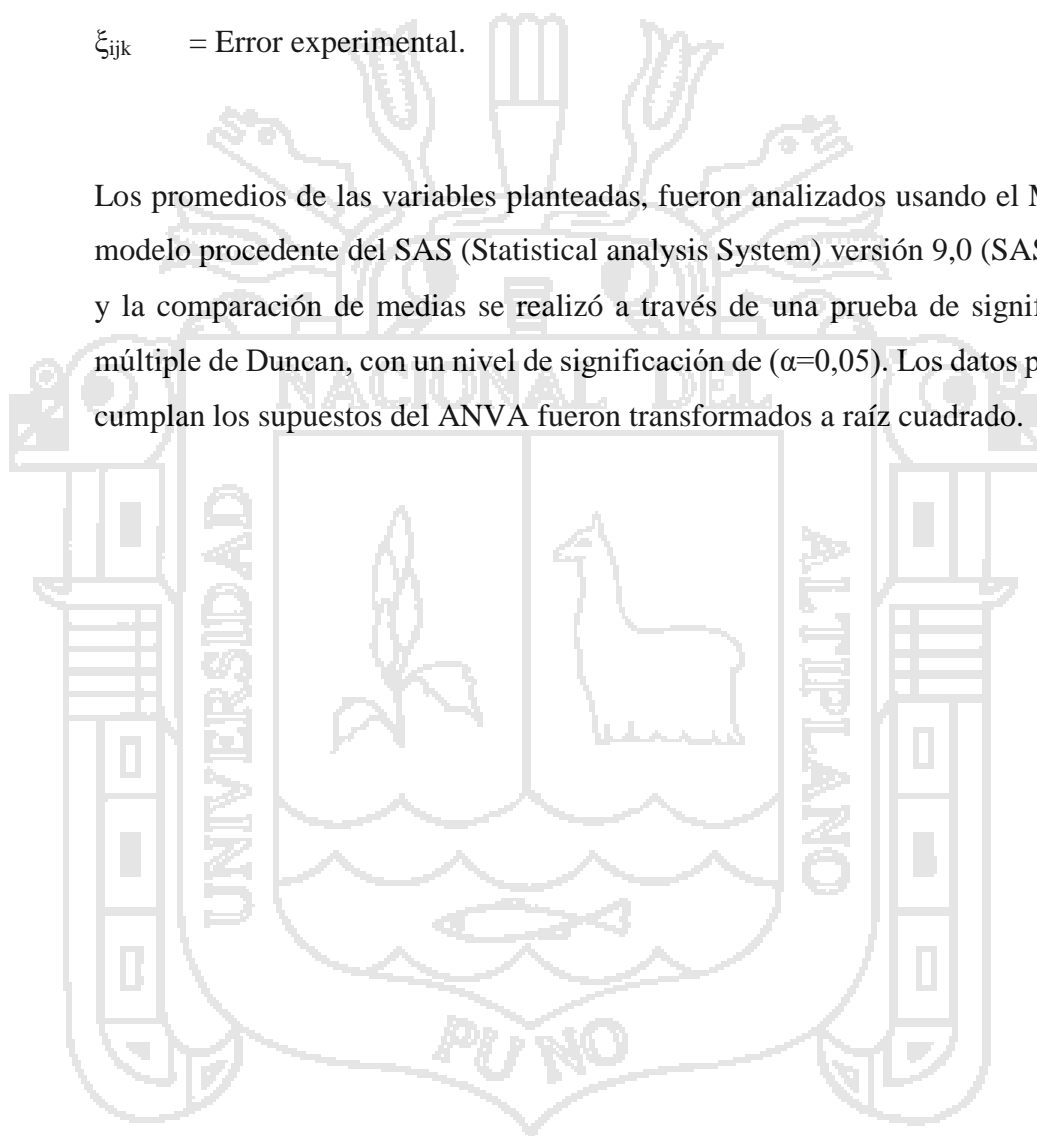 ξijk = Error experimental.
Los promedios de las variables planteadas, fueron analizados usando el
modelo procedente del SAS (Statistical analysis System) versión 9,0 (SAS
y la comparación de medias se realizó a través de una prueba de signif
múltiple de Duncan, con un nivel de significación de (α=0,05). Los datos p
cumplan los supuestos del ANVA fueron transformados a raíz cuadrado.
NACIONAL DEL
UNIVERSIDAD
ALTIPLANO
PUNO